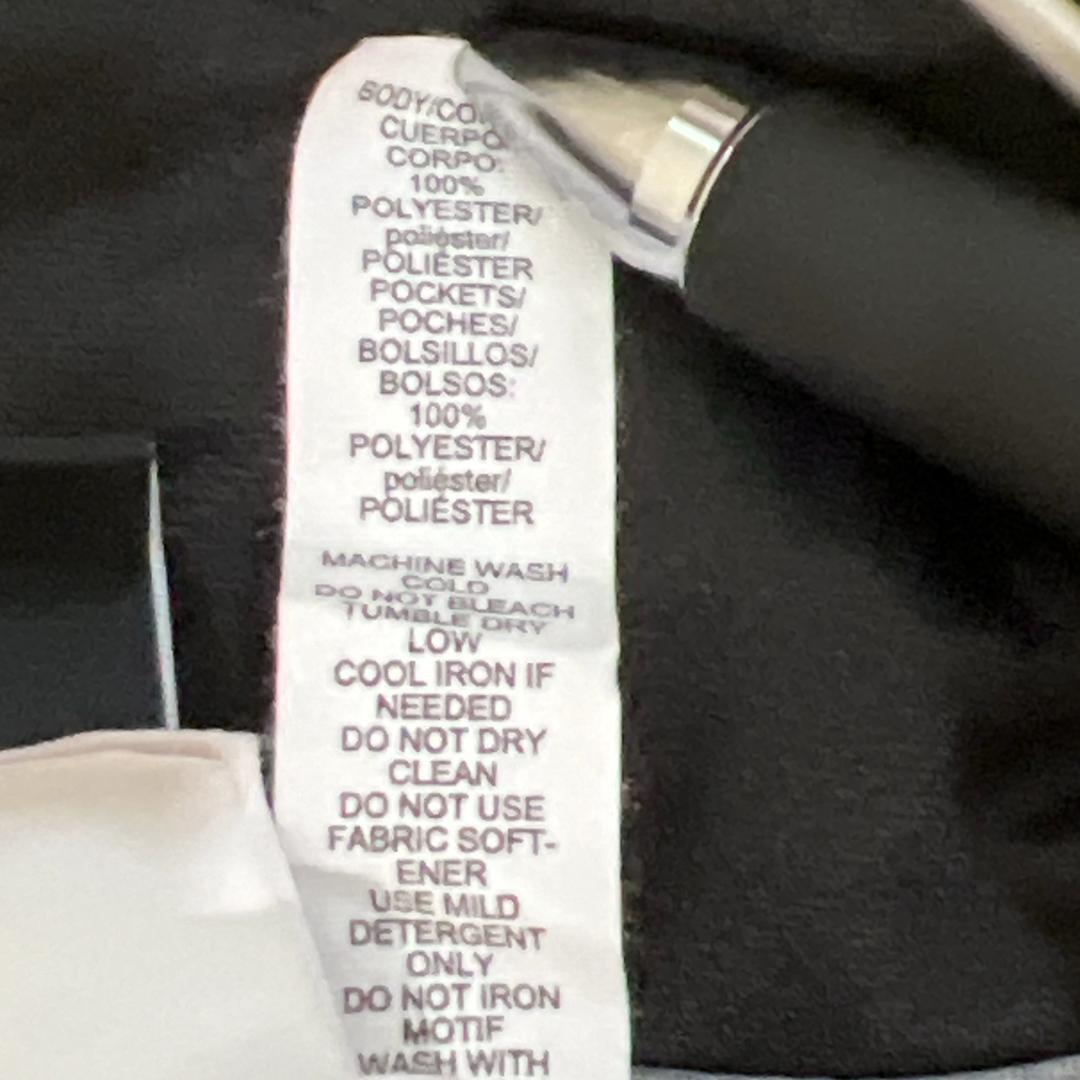 CUERPO
CORPO:
100%
POLYESTER/
poliéster/
POLIÉSTER
POCKETS/
POCHES/
BOLSILLOS/
BOLSOS:
100%
POLYESTER/
poliéster/
POLIÉSTER
MACHINE WASH
COLD
DO NOT BLEACH
TUMBLE DRY
LOW
COOL IRON IF
NEEDED
DO NOT DRY
CLEAN
DO NOT USE
FABRIC SOFT-
ENER
USE MILD
DETERGENT
ONLY
DO NOT IRON
MOTIF
WASH WITH